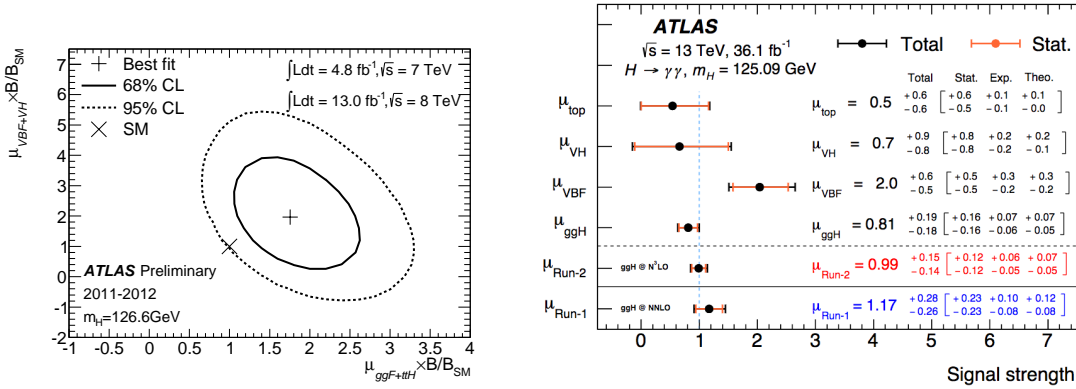 μ_VBF+VH ×B/B_SM
7
6
5
4
3
2
1
0
-1
-2
Best fit
68% CL
95% CL
SM
∫Ldt = 4.8 fb⁻¹,√s = 7 TeV
∫Ldt = 13.0 fb⁻¹,√s = 8 TeV
ATLAS Preliminary
2011-2012
m_H=126.6GeV
-1 -0.5 0 0.5 1 1.5 2 2.5 3 3.5 4
μ_ggF+ttH ×B/B_SM
ATLAS
√s = 13 TeV, 36.1 fb⁻¹
H → γγ, m_H = 125.09 GeV
Total Stat.
Total Stat. Exp. Theo.
μ_top μ_top = 0.5 +0.6 −0.6 [ +0.6 −0.5 +0.1 −0.1 +0.1 −0.0 ]
μ_VH μ_VH = 0.7 +0.9 −0.8 [ +0.8 −0.8 +0.2 −0.2 +0.2 −0.1 ]
μ_VBF μ_VBF = 2.0 +0.6 −0.5 [ +0.5 −0.5 +0.3 −0.2 +0.3 −0.2 ]
μ_ggH μ_ggH = 0.81 +0.19 −0.18 [ +0.16 −0.16 +0.07 −0.06 +0.07 −0.05 ]
μ_Run-2 ggH @ N³LO μ_Run-2 = 0.99 +0.15 −0.14 [ +0.12 −0.12 +0.06 −0.05 +0.07 −0.05 ]
μ_Run-1 ggH @ NNLO μ_Run-1 = 1.17 +0.28 −0.26 [ +0.23 −0.23 +0.10 −0.08 +0.12 −0.08 ]
0 1 2 3 4 5 6 7
Signal strength